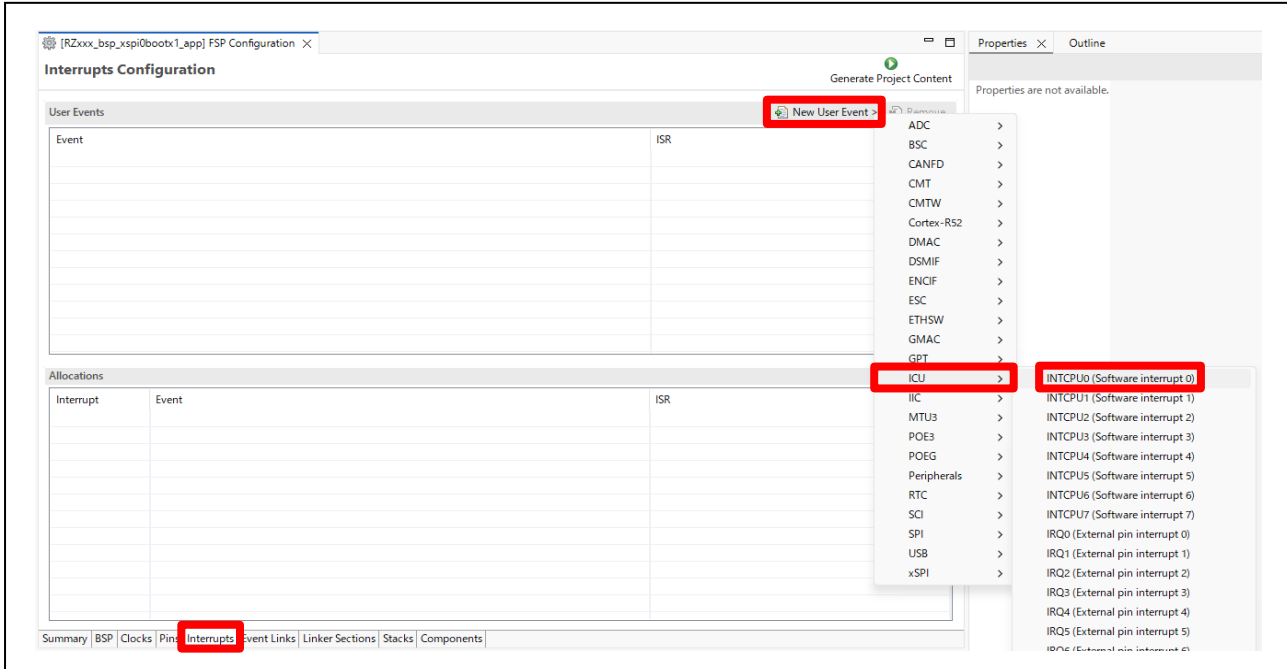 [RZxxx_bsp_xspi0bootx1_app] FSP Configuration
Properties Outline
Interrupts Configuration
Generate Project Content
Properties are not available.
User Events New User Event > Remove
Event ISR
ADC >
BSC >
CANFD >
CMT >
CMTW >
Cortex-R52 >
DMAC >
DSMIF >
ENCIF >
ESC >
ETHSW >
GMAC >
GPT >
ICU >
IIC >
MTU3 >
POE3 >
POEG >
Peripherals >
RTC >
SCI >
SPI >
USB >
xSPI >
INTCPU0 (Software interrupt 0)
INTCPU1 (Software interrupt 1)
INTCPU2 (Software interrupt 2)
INTCPU3 (Software interrupt 3)
INTCPU4 (Software interrupt 4)
INTCPU5 (Software interrupt 5)
INTCPU6 (Software interrupt 6)
INTCPU7 (Software interrupt 7)
IRQ0 (External pin interrupt 0)
IRQ1 (External pin interrupt 1)
IRQ2 (External pin interrupt 2)
IRQ3 (External pin interrupt 3)
IRQ4 (External pin interrupt 4)
IRQ5 (External pin interrupt 5)
IRQ6 (External pin interrupt 6)
Allocations
Interrupt Event ISR
Summary BSP Clocks Pins Interrupts Event Links Linker Sections Stacks Components